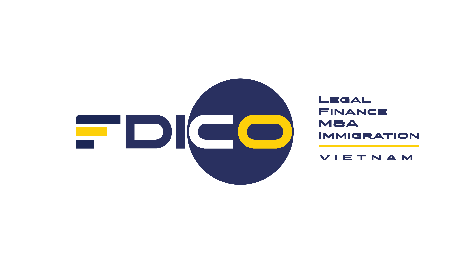 FDICO
Legal
Finance
M&A
Immigration
VIETNAM